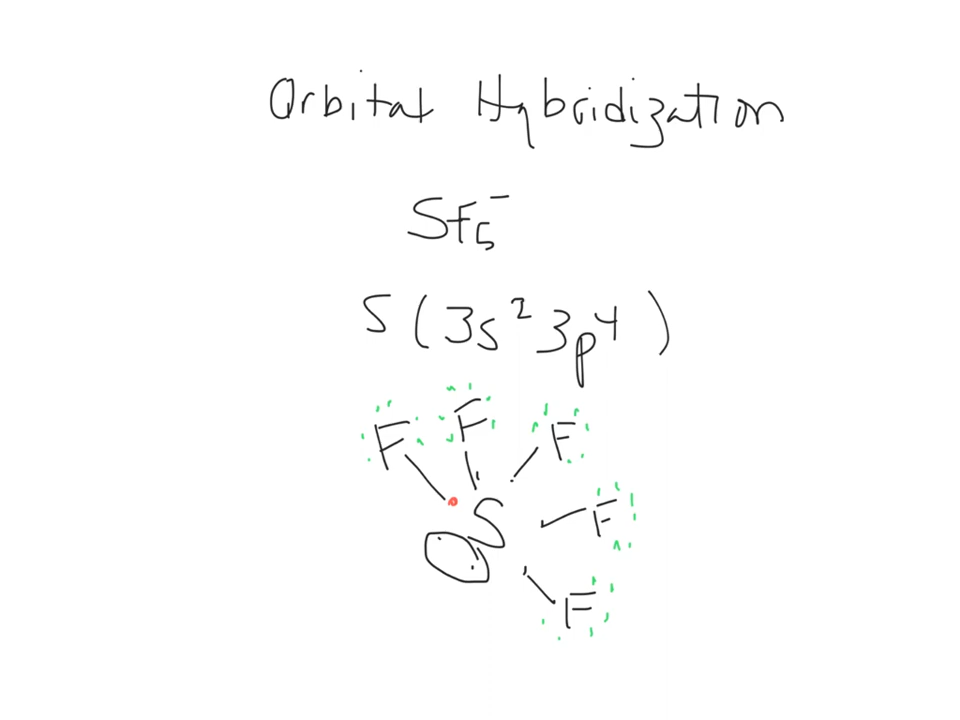 Orbital Hybridization
SF₅⁻
S (3s² 3p⁴)
F F F
S F
F